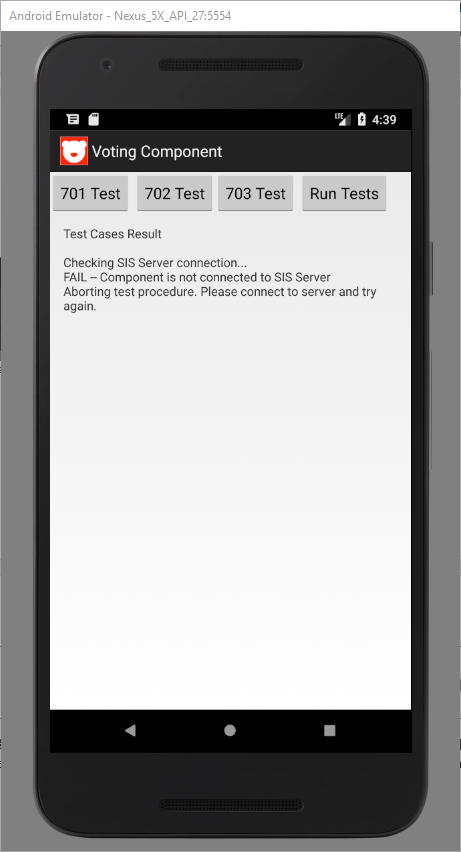 Android Emulator - Nexus_5X_API_27:5554
LTE 4:39
Voting Component
701 Test 702 Test 703 Test Run Tests
Test Cases Result
Checking SIS Server connection...
FAIL -- Component is not connected to SIS Server
Aborting test procedure. Please connect to server and try
again.